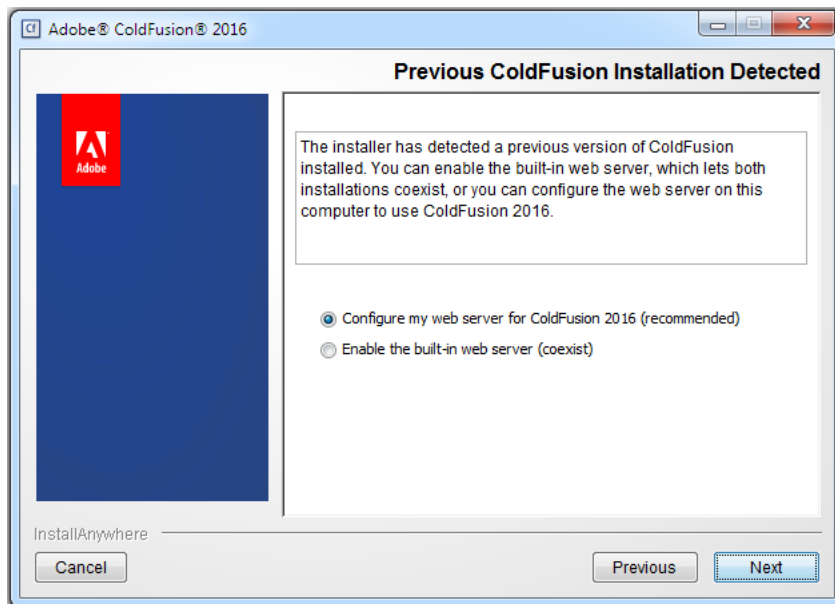 Adobe® ColdFusion® 2016
Previous ColdFusion Installation Detected
Adobe
The installer has detected a previous version of ColdFusion
installed. You can enable the built-in web server, which lets both
installations coexist, or you can configure the web server on this
computer to use ColdFusion 2016.
Configure my web server for ColdFusion 2016 (recommended)
Enable the built-in web server (coexist)
InstallAnywhere
Cancel
Previous
Next